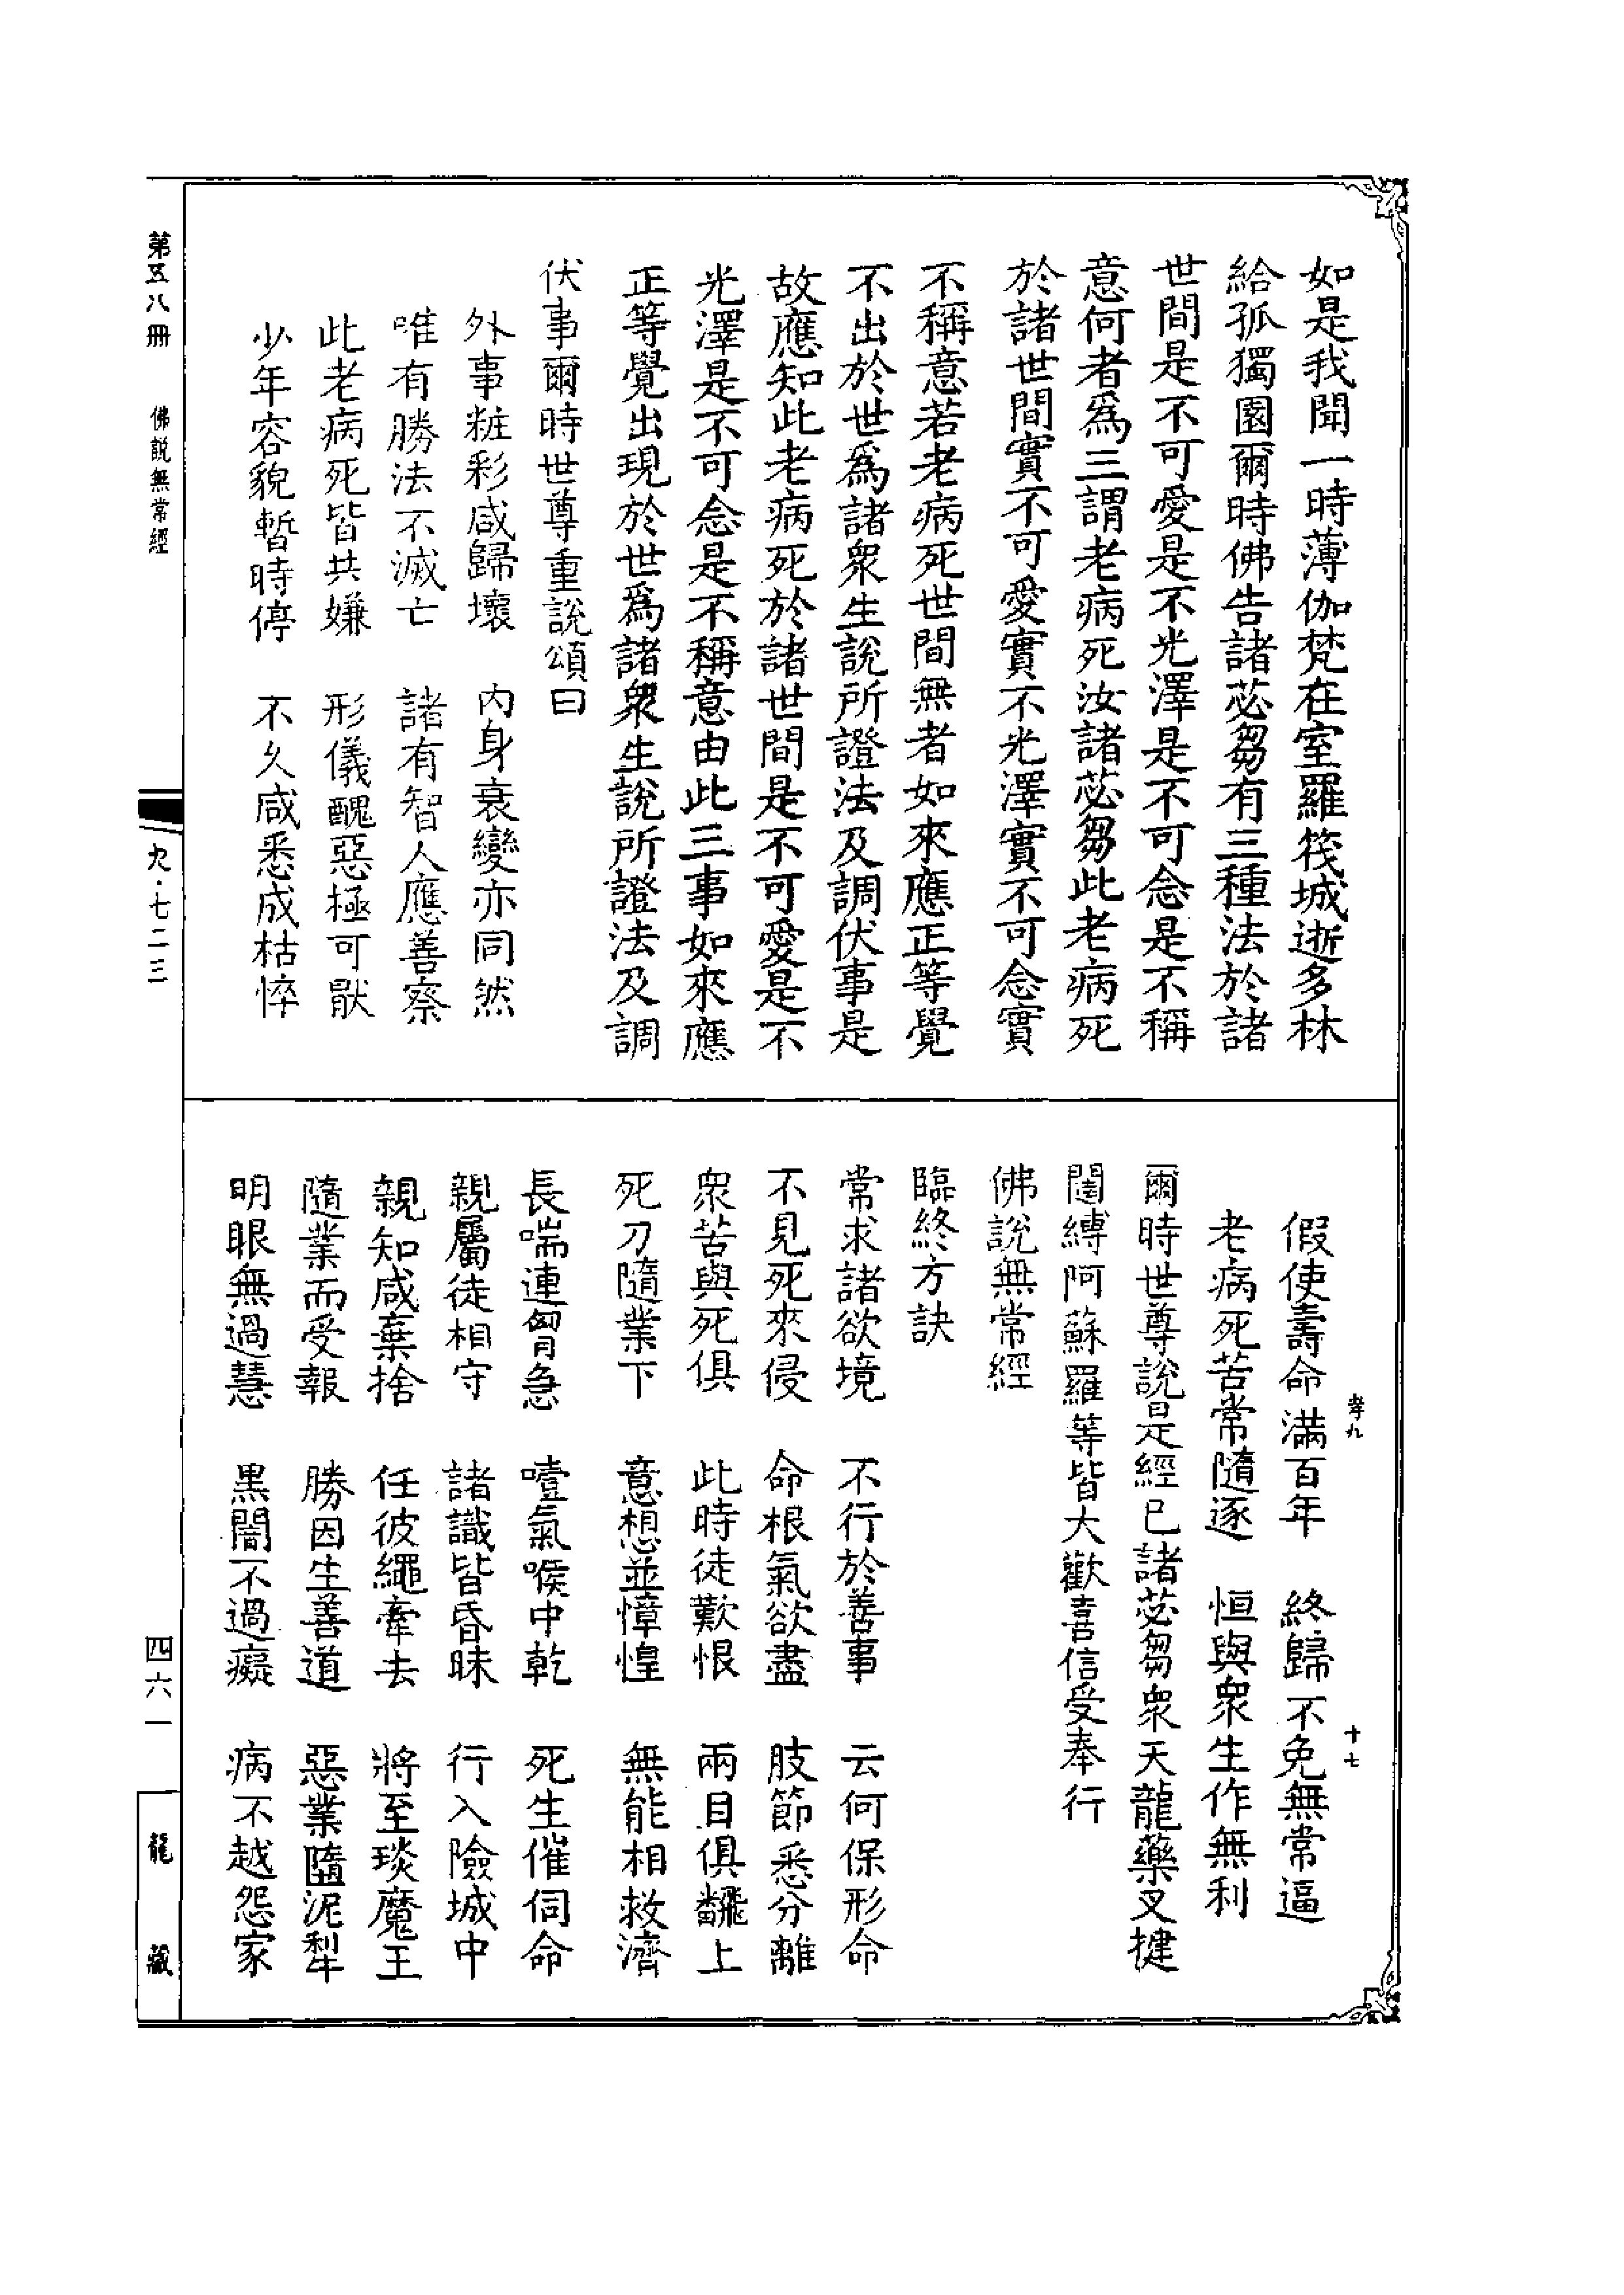 如是我聞一時薄伽梵在室羅筏城逝多林
給孤獨園爾時佛告諸苾芻有三種法於諸
世間是不可愛是不光澤是不可念是不稱
意何者爲三謂老病死汝諸苾芻此老病死
於諸世間實不可愛實不光澤實不可念實
不稱意若老病死世間無者如來應正等覺
不出於世爲諸衆生說所證法及調伏事是
故應知此老病死於諸世間是不可愛是不
光澤是不可念是不稱意由此三事如來應
正等覺出現於世爲諸衆生說所證法及調
伏事爾時世尊重說頌曰
外事粧彩咸歸壞　內身衰變亦同然
唯有勝法不滅亡　諸有智人應善察
此老病死皆共嫌　形儀醜惡極可猒
少年容貌暫時停　不久咸悉成枯悴
假使壽命滿百年　終歸不免無常逼
老病死苦常隨逐　恒與衆生作無利
爾時世尊說是經已諸苾芻衆天龍藥叉揵
闥縛阿蘇羅等皆大歡喜信受奉行
佛說無常經
臨終方訣
常求諸欲境　不行於善事　云何保形命
不見死來侵　命根氣欲盡　肢節悉分離
衆苦與死俱　此時徒歎恨　兩目俱飜上
死刀隨業下　意想並慞惶　無能相救濟
長喘連胷急　噎氣喉中乾　死生催伺命
親屬徒相守　諸識皆昏昧　行入險城中
親知咸棄捨　任彼繩牽去　將至琰魔王
隨業而受報　勝因生善道　惡業墮泥犁
明眼無過慧　黑闇不過癡　病不越怨家
孝九
十七
第五八冊　佛説無常經
九·七二三
四六一
龍藏